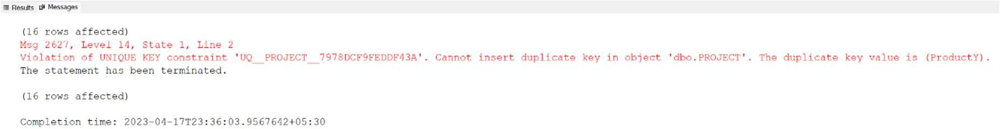 Results Messages
(16 rows affected)
Msg 2627, Level 14, State 1, Line 2
Violation of UNIQUE KEY constraint 'UQ__PROJECT__7978DCF9FEDDF43A'. Cannot insert duplicate key in object 'dbo.PROJECT'. The duplicate key value is (ProductY).
The statement has been terminated.
(16 rows affected)
Completion time: 2023-04-17T23:36:03.9567642+05:30